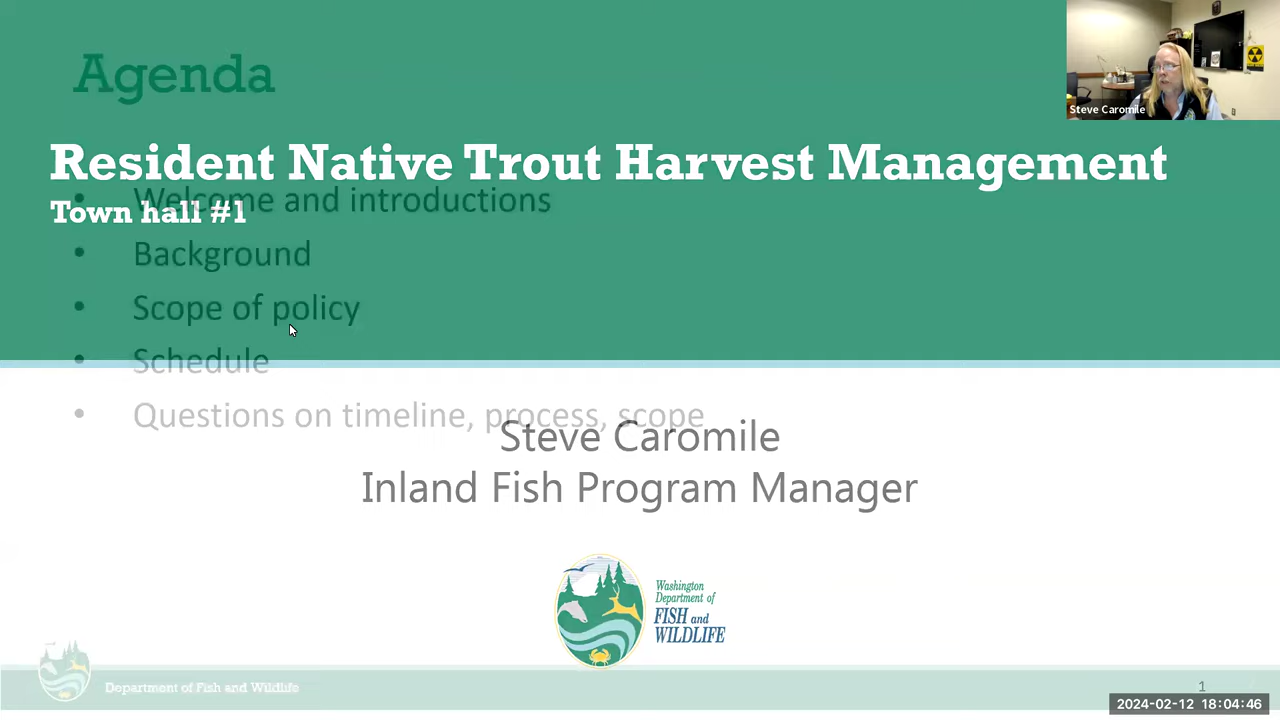 Agenda
Steve Caromile
Resident Native Trout Harvest Management
• Welcome and introductions
Town hall #1
• Background
• Scope of policy
• Schedule
• Questions on timeline, process, scope
Steve Caromile
Inland Fish Program Manager
Washington
Department of
FISH and
WILDLIFE
Department of Fish and Wildlife
1
2024-02-12 18:04:46